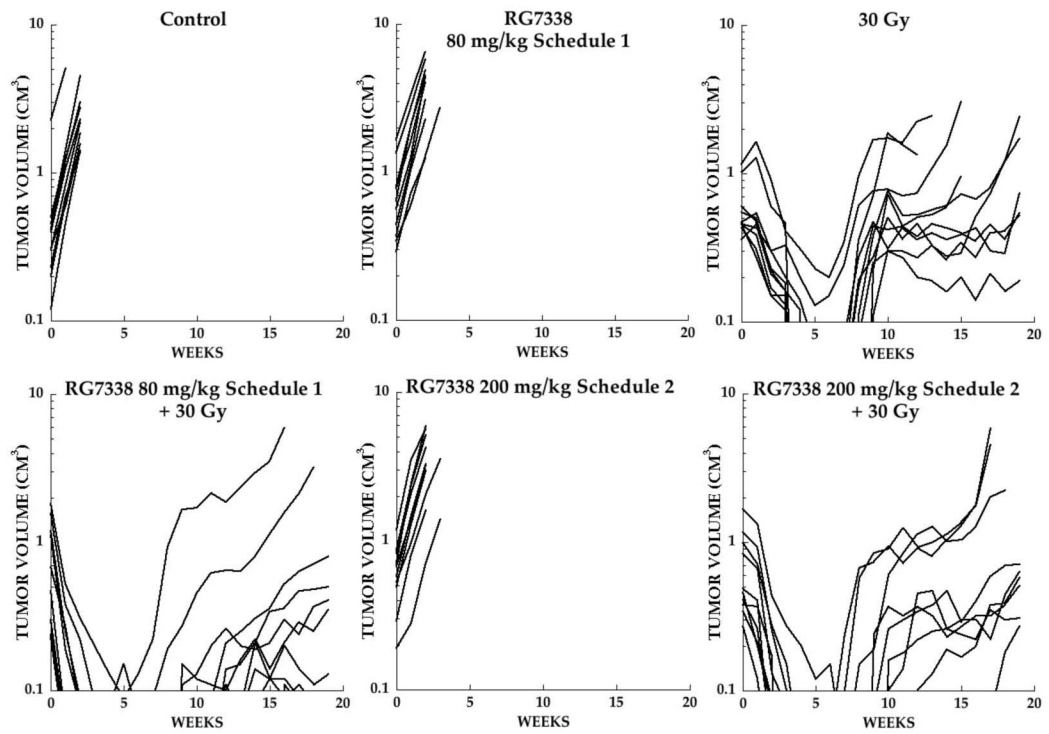 Control
10
1
0.1
TUMOR VOLUME (CM³)
0 5 10 15 20
WEEKS
RG7338
80 mg/kg Schedule 1
10
1
0.1
TUMOR VOLUME (CM³)
0 5 10 15 20
WEEKS
30 Gy
10
1
0.1
TUMOR VOLUME (CM³)
0 5 10 15 20
WEEKS
RG7338 80 mg/kg Schedule 1
+ 30 Gy
10
1
0.1
TUMOR VOLUME (CM³)
0 5 10 15 20
WEEKS
RG7338 200 mg/kg Schedule 2
10
1
0.1
TUMOR VOLUME (CM³)
0 5 10 15 20
WEEKS
RG7338 200 mg/kg Schedule 2
+ 30 Gy
10
1
0.1
TUMOR VOLUME (CM³)
0 5 10 15 20
WEEKS